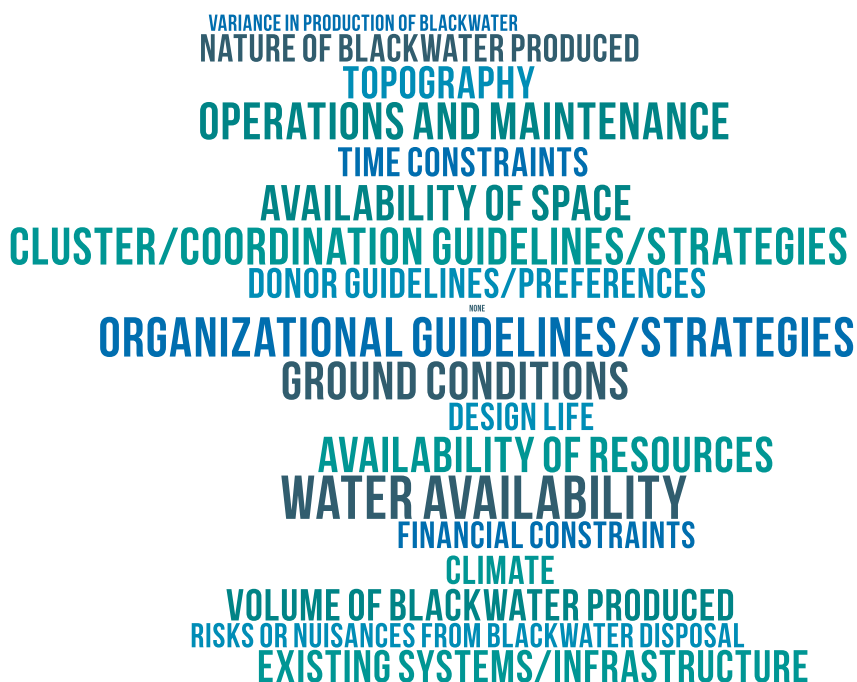 VARIANCE IN PRODUCTION OF BLACKWATER
NATURE OF BLACKWATER PRODUCED
TOPOGRAPHY
OPERATIONS AND MAINTENANCE
TIME CONSTRAINTS
AVAILABILITY OF SPACE
CLUSTER/COORDINATION GUIDELINES/STRATEGIES
DONOR GUIDELINES/PREFERENCES
NONE
ORGANIZATIONAL GUIDELINES/STRATEGIES
GROUND CONDITIONS
DESIGN LIFE
AVAILABILITY OF RESOURCES
WATER AVAILABILITY
FINANCIAL CONSTRAINTS
CLIMATE
VOLUME OF BLACKWATER PRODUCED
RISKS OR NUISANCES FROM BLACKWATER DISPOSAL
EXISTING SYSTEMS/INFRASTRUCTURE